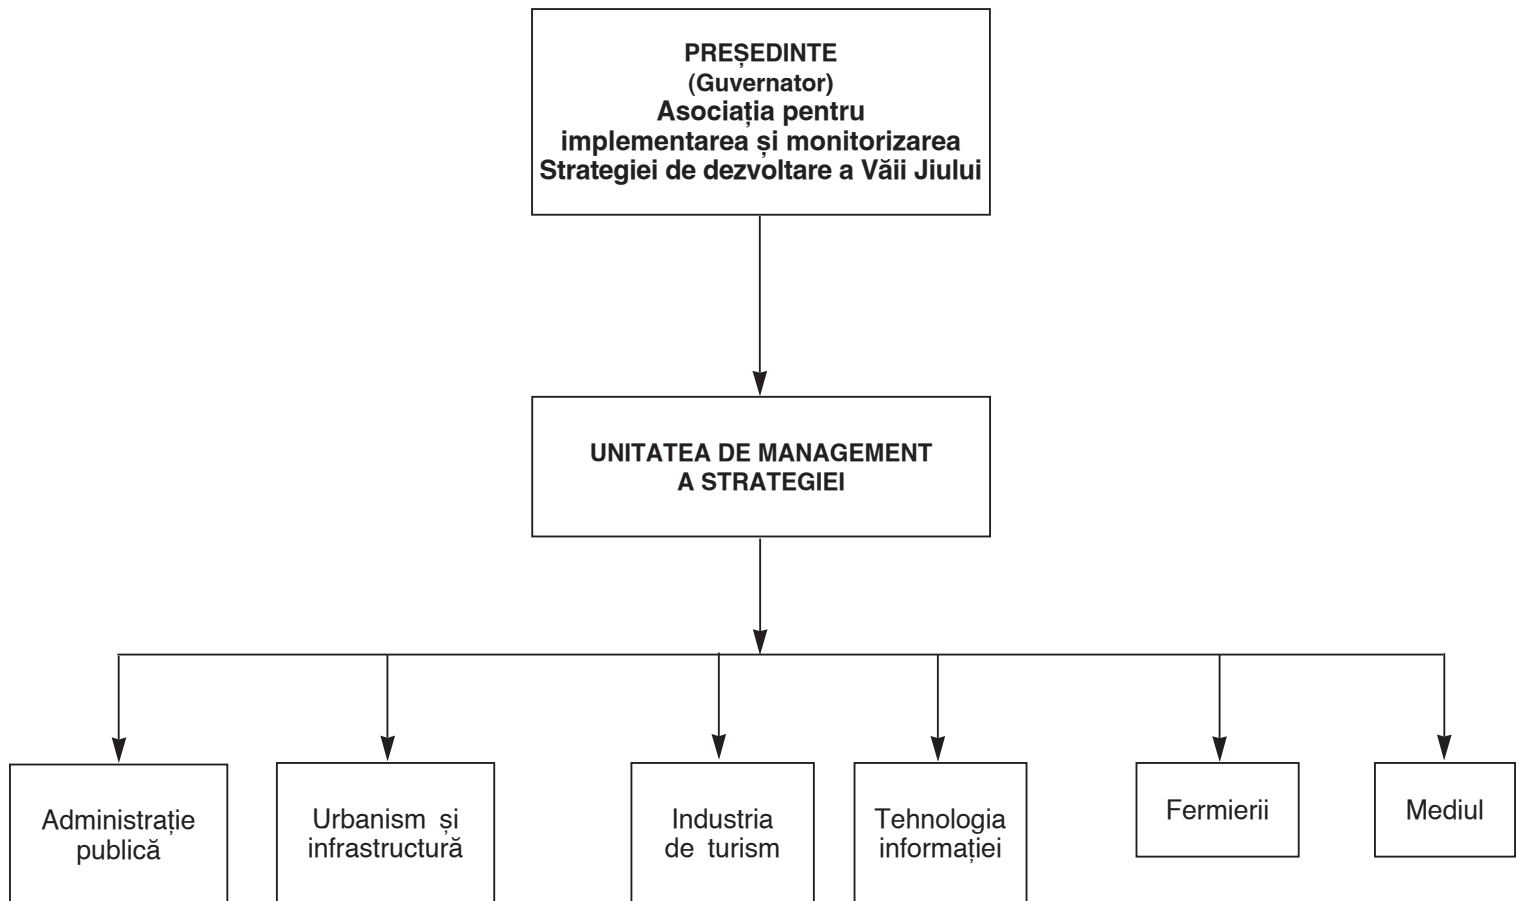 PREȘEDINTE
(Guvernator)
Asociația pentru
implementarea și monitorizarea
Strategiei de dezvoltare a Văii Jiului
UNITATEA DE MANAGEMENT
A STRATEGIEI
Administrație
publică
Urbanism și
infrastructură
Industria
de turism
Tehnologia
informației
Fermierii
Mediul